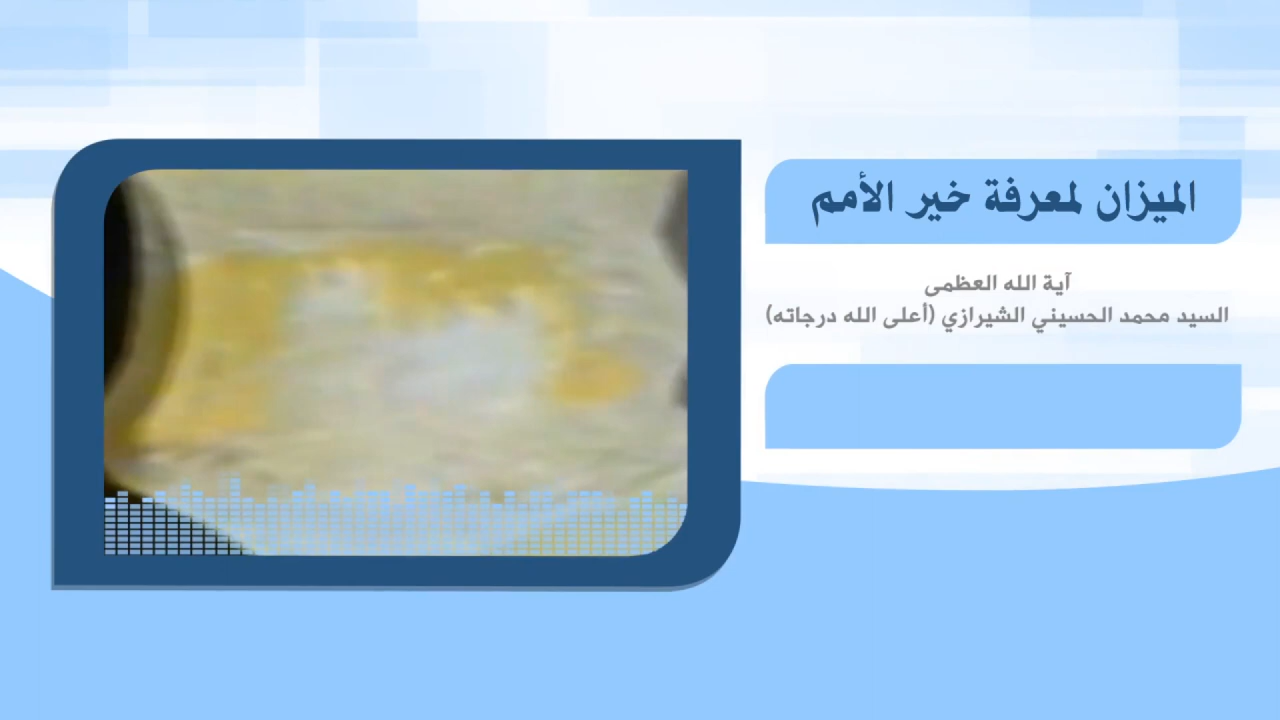 الميزان لمعرفة خير الأمم
آية الله العظمى
السيد محمد الحسيني الشيرازي (أعلى الله درجاته)